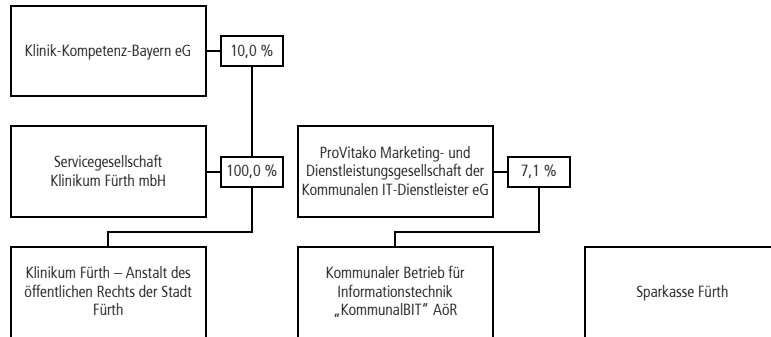 Klinik-Kompetenz-Bayern eG
10,0 %
Servicegesellschaft
Klinikum Fürth mbH
100,0 %
ProVitako Marketing- und
Dienstleistungsgesellschaft der
Kommunalen IT-Dienstleister eG
7,1 %
Klinikum Fürth – Anstalt des
öffentlichen Rechts der Stadt
Fürth
Kommunaler Betrieb für
Informationstechnik
„KommunalBIT" AöR
Sparkasse Fürth